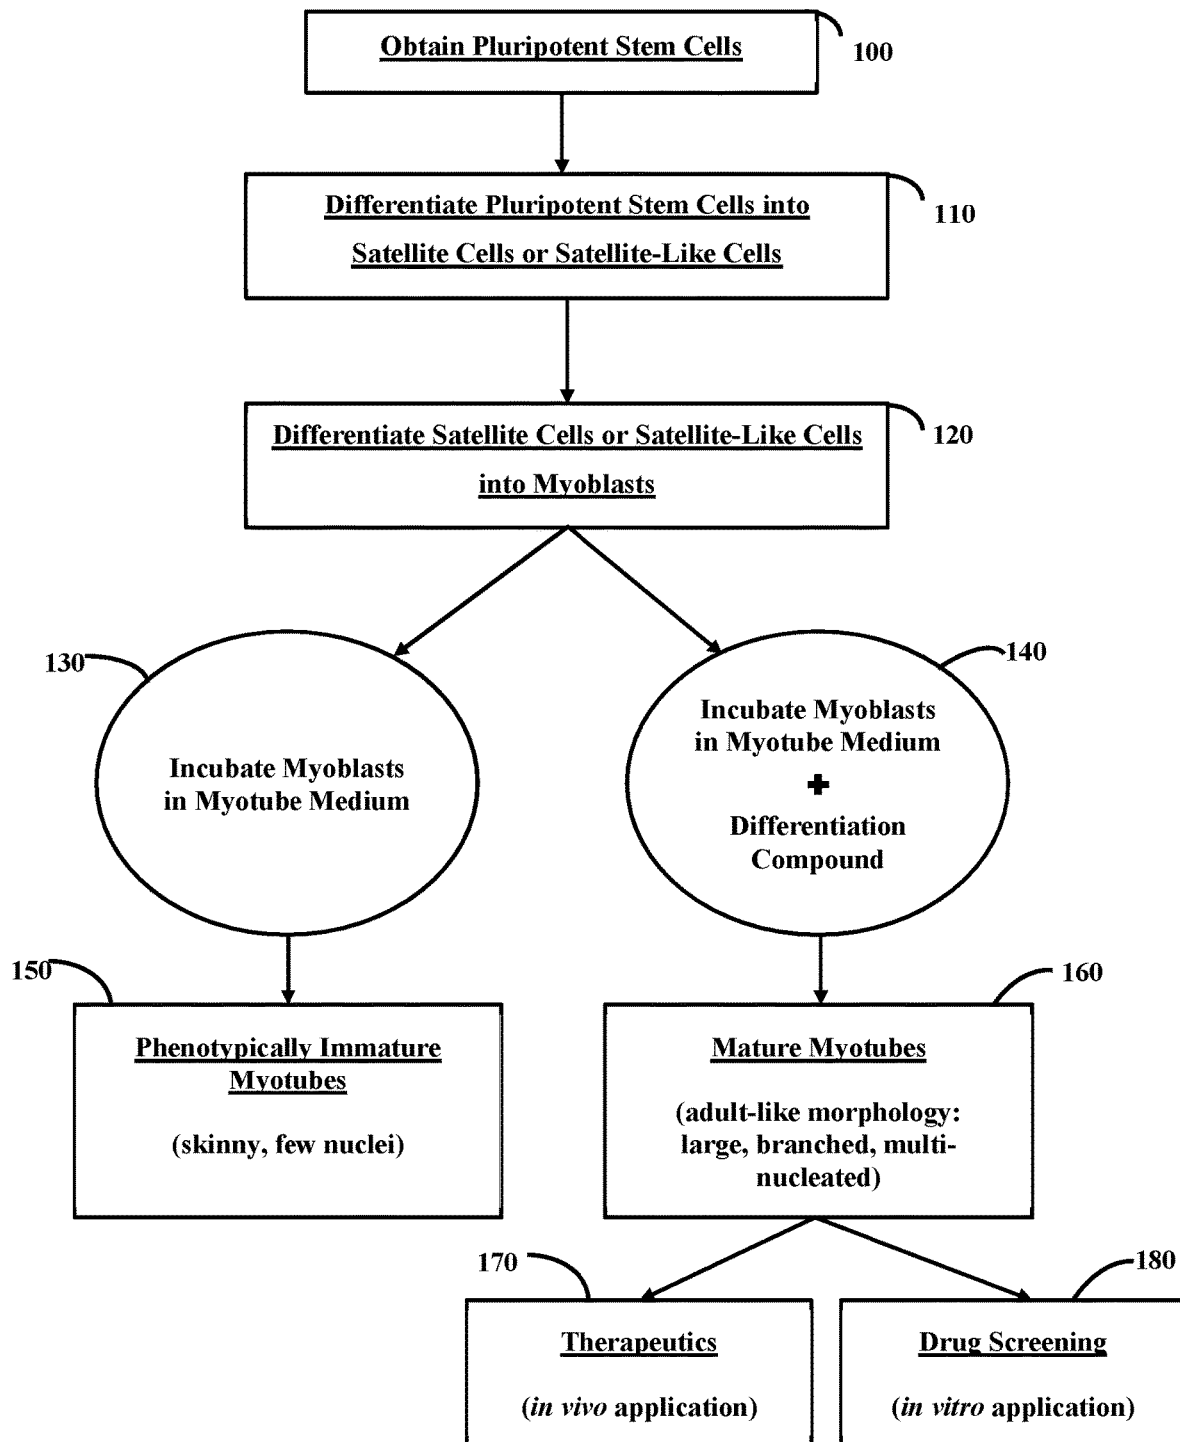 Obtain Pluripotent Stem Cells
100
Differentiate Pluripotent Stem Cells into
Satellite Cells or Satellite-Like Cells
110
Differentiate Satellite Cells or Satellite-Like Cells
into Myoblasts
120
130
Incubate Myoblasts
in Myotube Medium
140
Incubate Myoblasts
in Myotube Medium
+
Differentiation
Compound
150
Phenotypically Immature
Myotubes
(skinny, few nuclei)
160
Mature Myotubes
(adult-like morphology:
large, branched, multi-
nucleated)
170
Therapeutics
(in vivo application)
180
Drug Screening
(in vitro application)